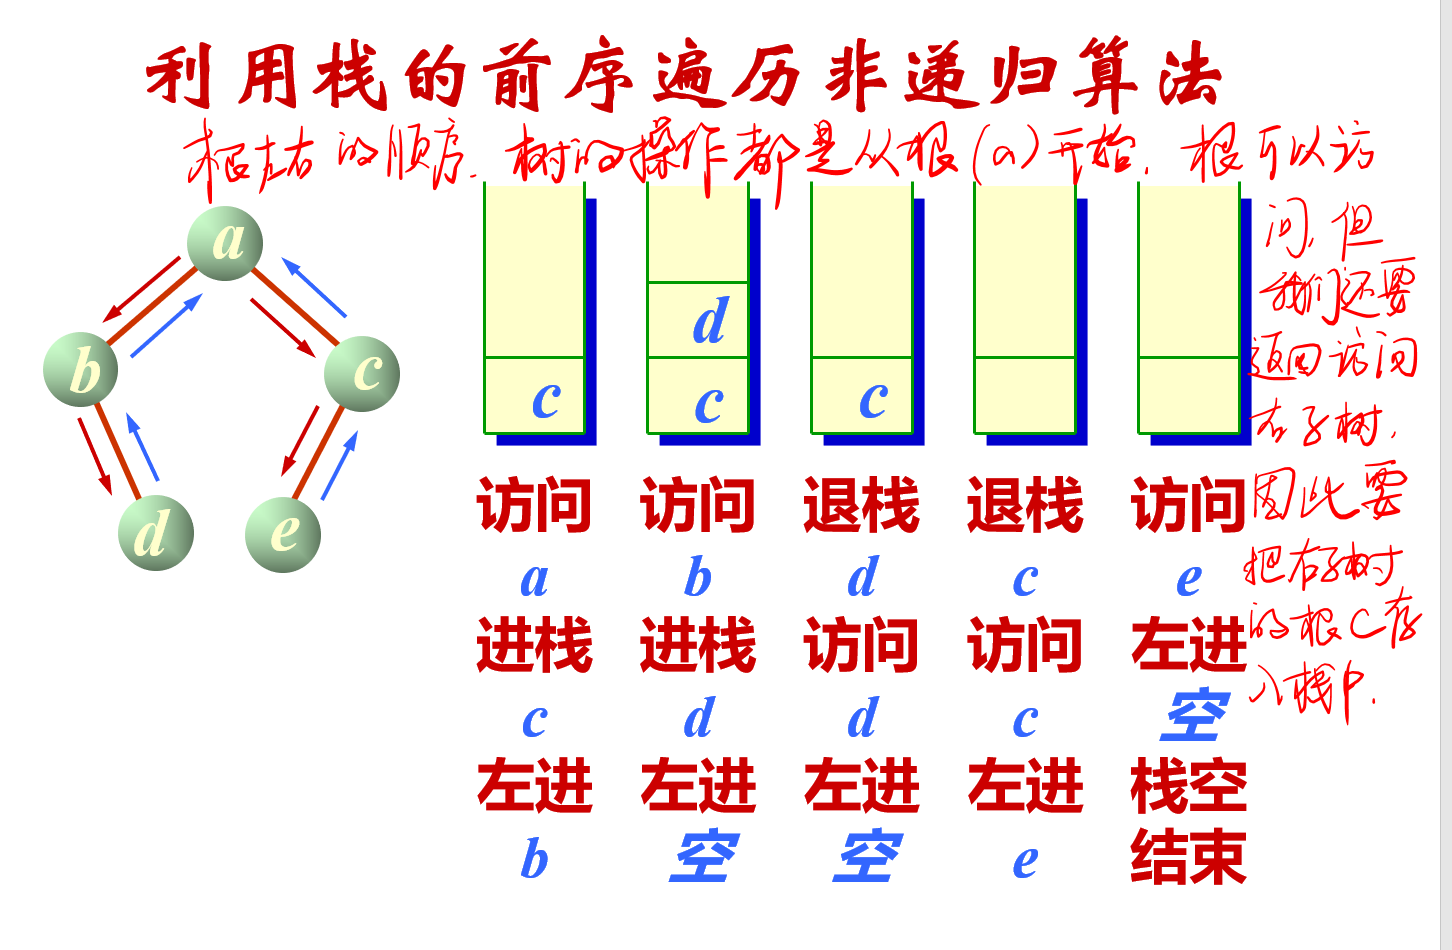 利用栈的前序遍历非递归算法
根左右的顺序. 树的操作都是从根(a)开始. 根可以访
问, 但
我们还要
返回访问
右子树.
因此要
把右子树
的根C存
入栈中.
a
b
c
d
e
d
c
c
c
访问 访问 退栈 退栈 访问
a b d c e
进栈 进栈 访问 访问 左进
c d d c 空
左进 左进 左进 左进 栈空
b 空 空 e 结束